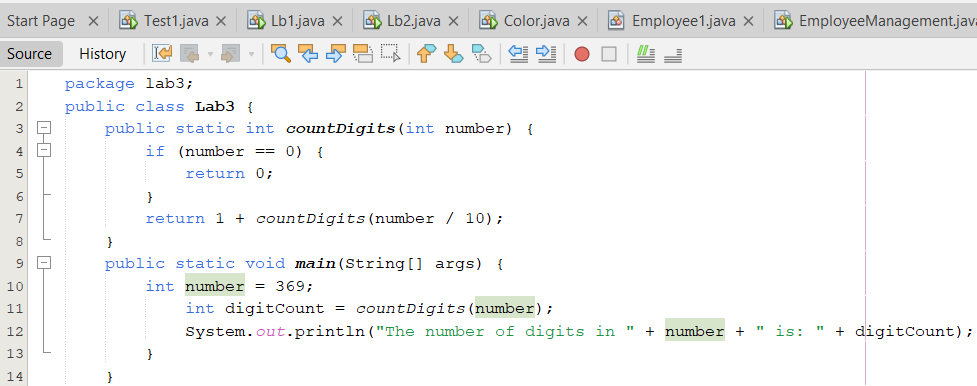 Start Page Test1.java Lb1.java Lb2.java Color.java Employee1.java EmployeeManagement.java
Source History
1 package lab3;
2 public class Lab3 {
3 public static int countDigits(int number) {
4 if (number == 0) {
5 return 0;
6 }
7 return 1 + countDigits(number / 10);
8 }
9 public static void main(String[] args) {
10 int number = 369;
11 int digitCount = countDigits(number);
12 System.out.println("The number of digits in " + number + " is: " + digitCount);
13 }
14 }